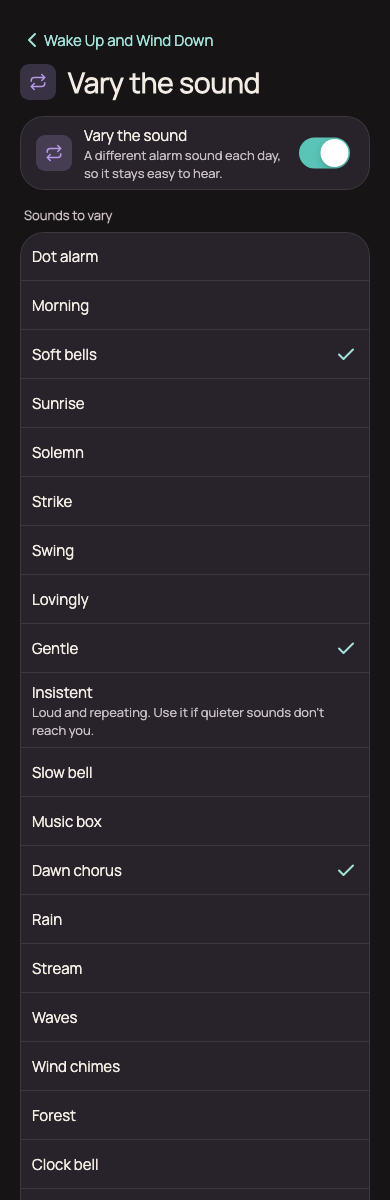 Wake Up and Wind Down
Vary the sound
Vary the sound
A different alarm sound each day,
so it stays easy to hear.
Sounds to vary
Dot alarm
Morning
Soft bells
Sunrise
Solemn
Strike
Swing
Lovingly
Gentle
Insistent
Loud and repeating. Use it if quieter sounds don't
reach you.
Slow bell
Music box
Dawn chorus
Rain
Stream
Waves
Wind chimes
Forest
Clock bell